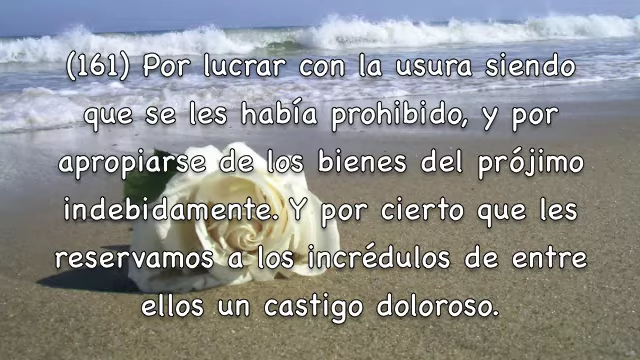 (161) Por lucrar con la usura siendo
que se les había prohibido, y por
apropiarse de los bienes del prójimo
indebidamente. Y por cierto que les
reservamos a los incrédulos de entre
ellos un castigo doloroso.